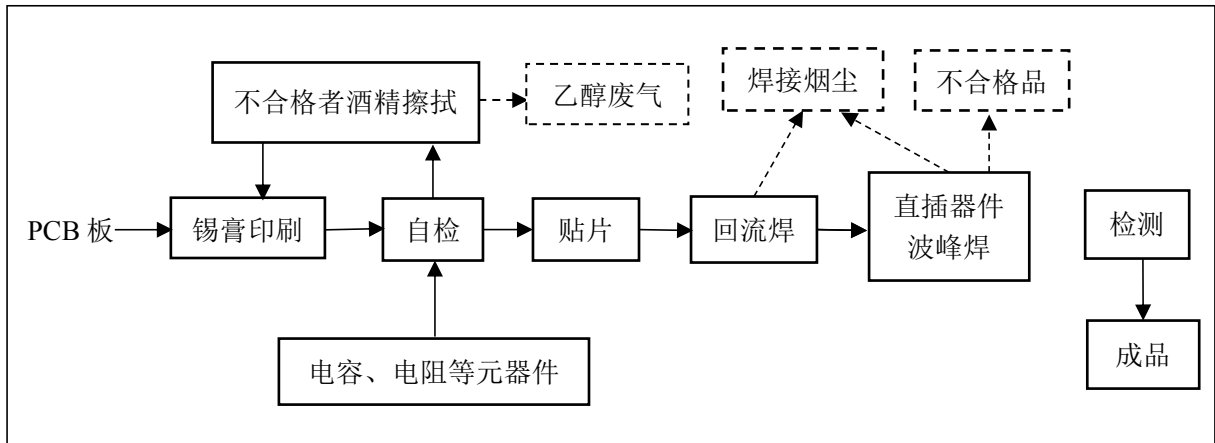 焊接烟尘
不合格品
不合格者酒精擦拭
乙醇废气
PCB 板
锡膏印刷
自检
贴片
回流焊
直插器件
波峰焊
检测
电容、电阻等元器件
成品